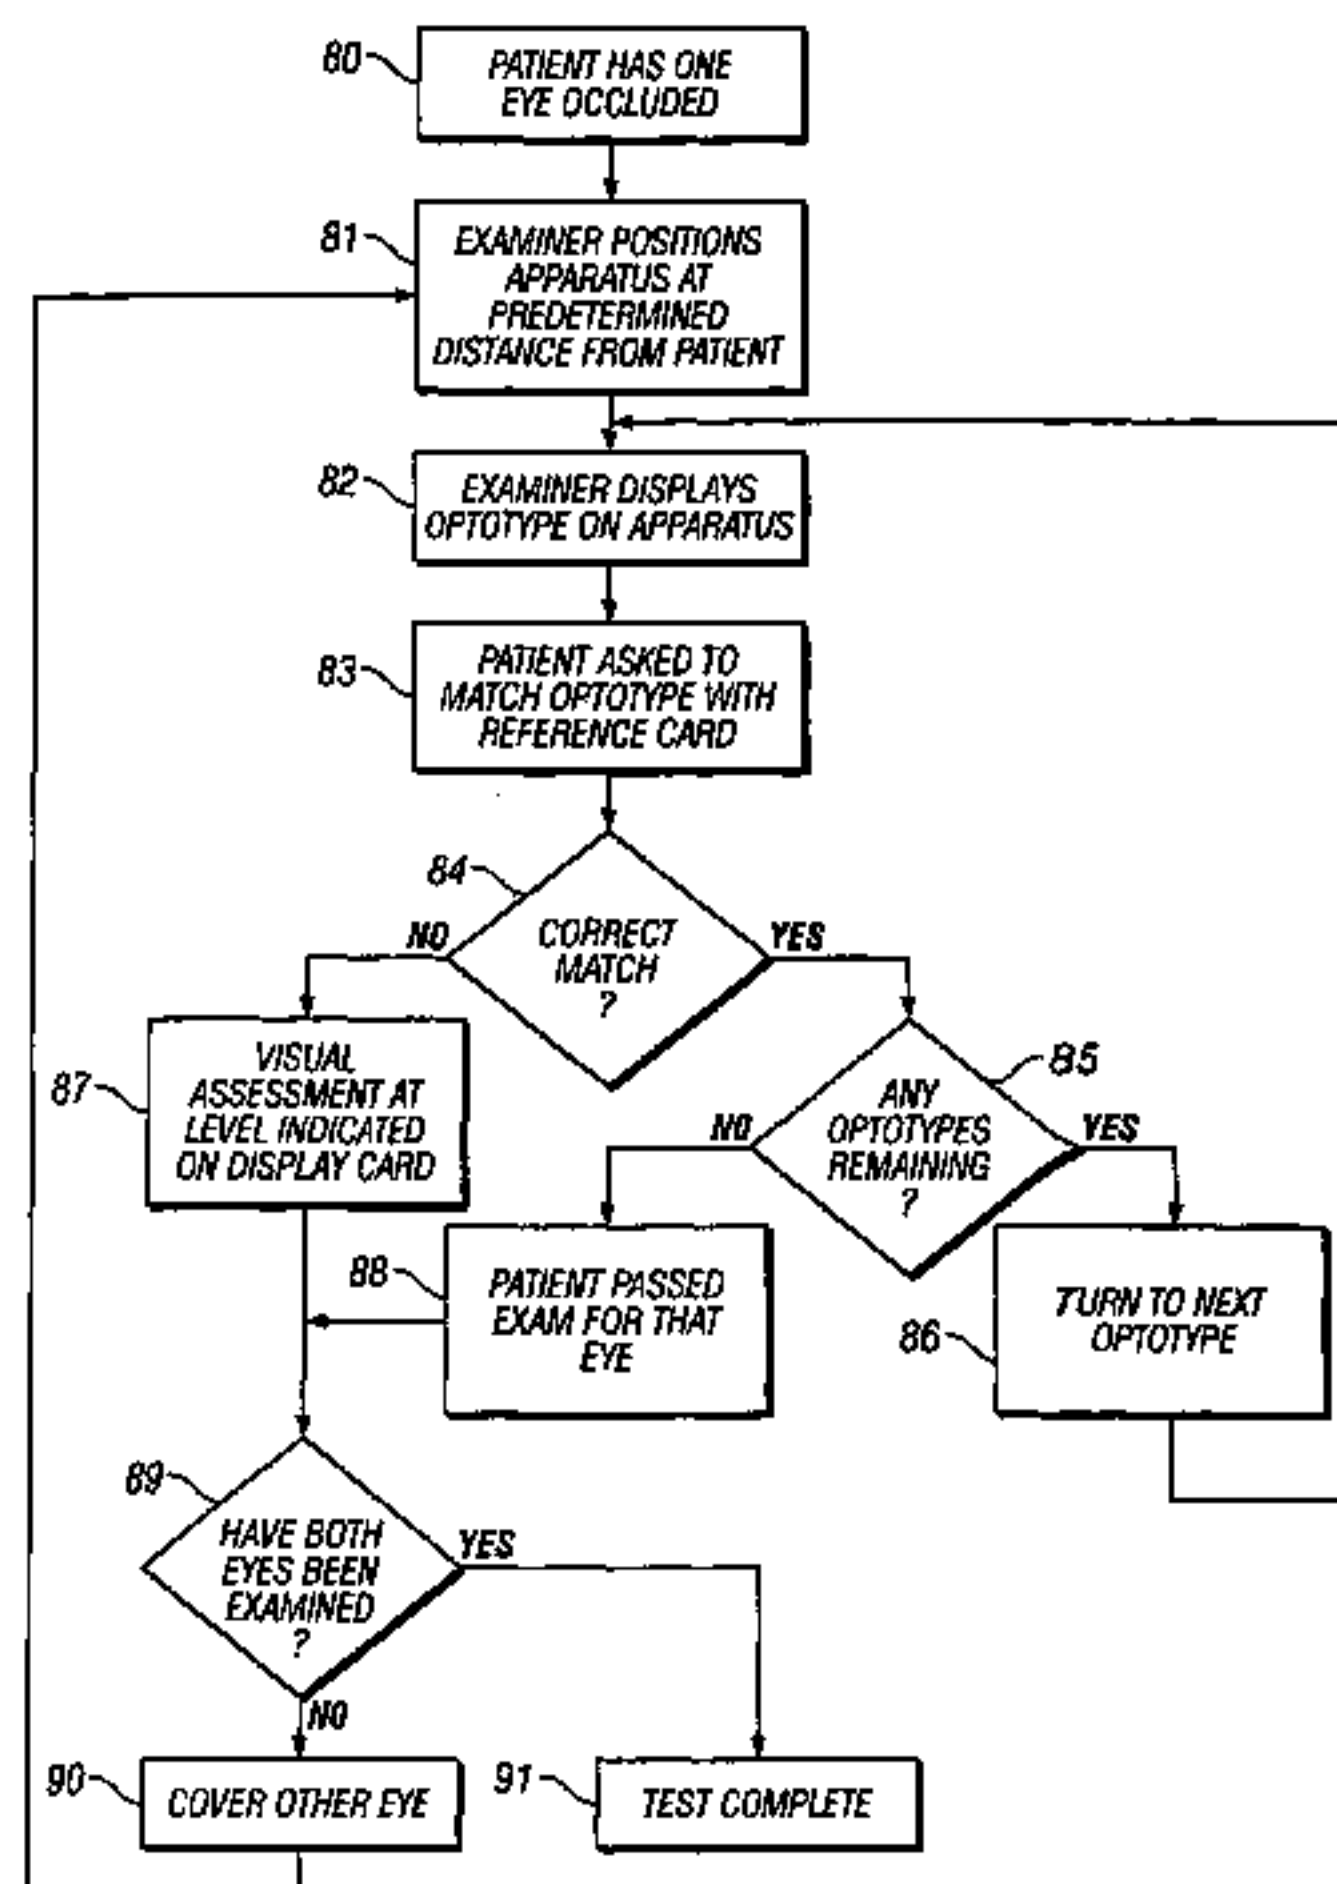 80
PATIENT HAS ONE
EYE OCCLUDED
81
EXAMINER POSITIONS
APPARATUS AT
PREDETERMINED
DISTANCE FROM PATIENT
82
EXAMINER DISPLAYS
OPTOTYPE ON APPARATUS
83
PATIENT ASKED TO
MATCH OPTOTYPE WITH
REFERENCE CARD
84
NO
CORRECT
MATCH
?
YES
87
VISUAL
ASSESSMENT AT
LEVEL INDICATED
ON DISPLAY CARD
85
NO
ANY
OPTOTYPES
REMAINING
?
YES
88
PATIENT PASSED
EXAM FOR THAT
EYE
86
TURN TO NEXT
OPTOTYPE
89
HAVE BOTH
EYES BEEN
EXAMINED
?
YES
NO
90
COVER OTHER EYE
91
TEST COMPLETE